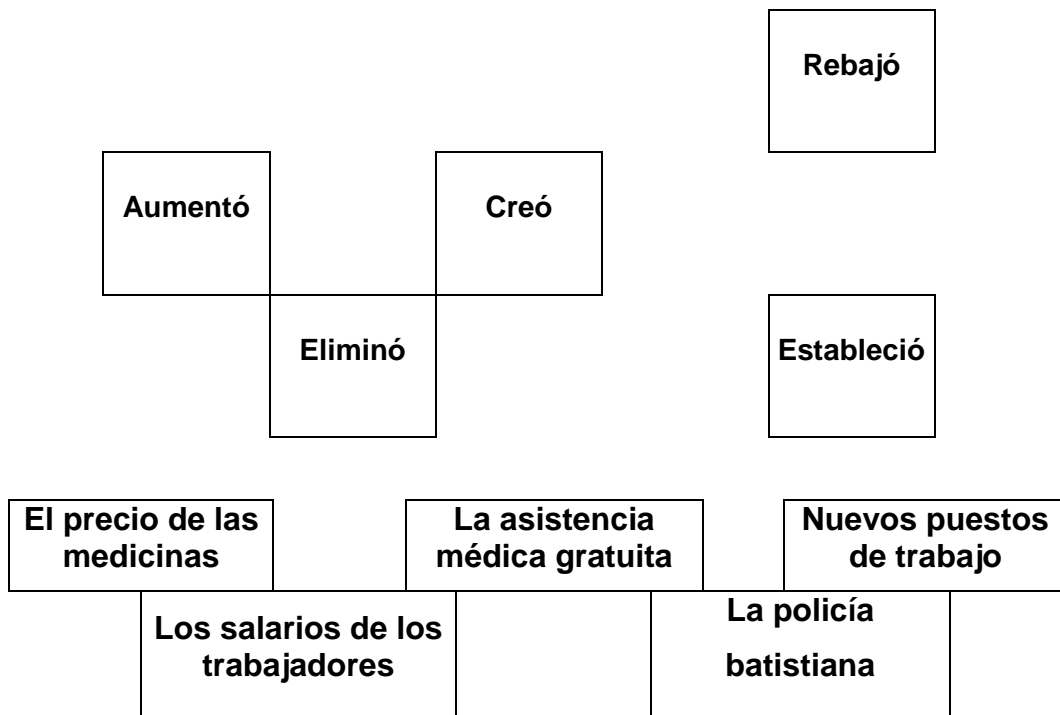 Rebajó
Aumentó
Creó
Eliminó
Estableció
El precio de las
medicinas
La asistencia
médica gratuita
Nuevos puestos
de trabajo
Los salarios de los
trabajadores
La policía
batistiana